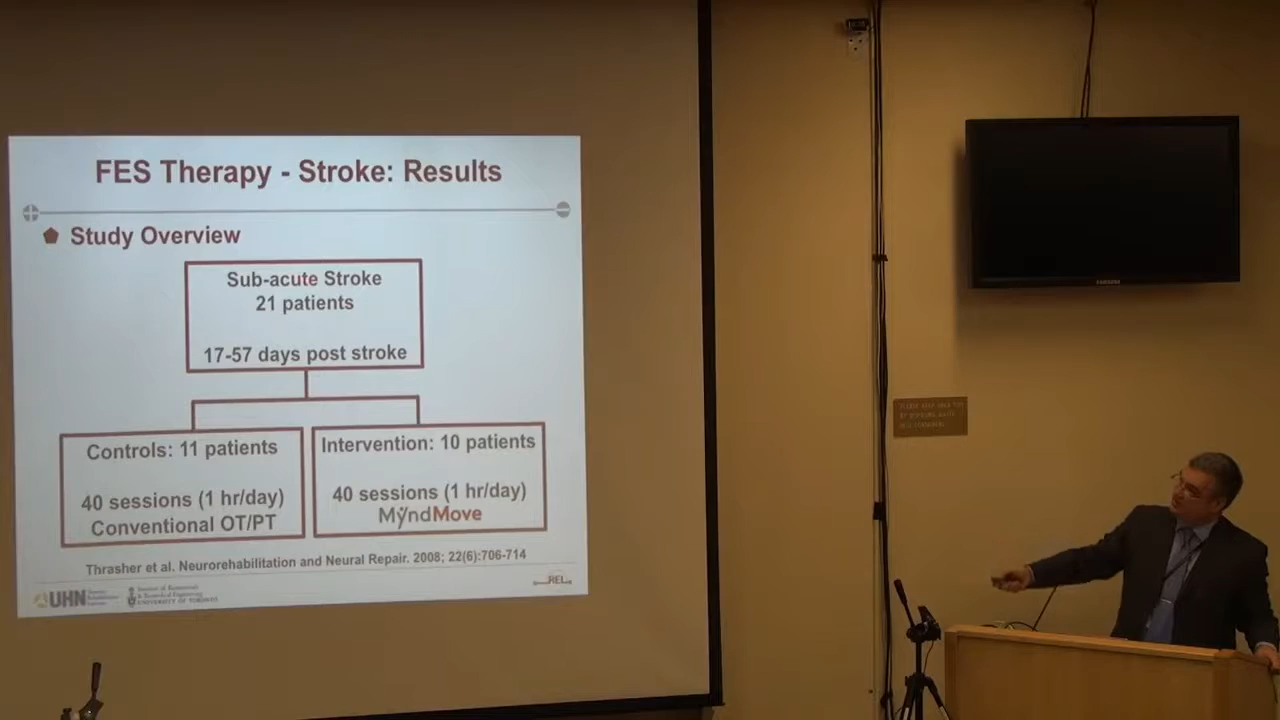 FES Therapy - Stroke: Results
Study Overview
Sub-acute Stroke
21 patients
17-57 days post stroke
Controls: 11 patients
40 sessions (1 hr/day)
Conventional OT/PT
Intervention: 10 patients
40 sessions (1 hr/day)
MyndMove
Thrasher et al. Neurorehabilitation and Neural Repair. 2008; 22(6):706-714
UHN
UNIVERSITY OF TORONTO
REL
SAMSUNG